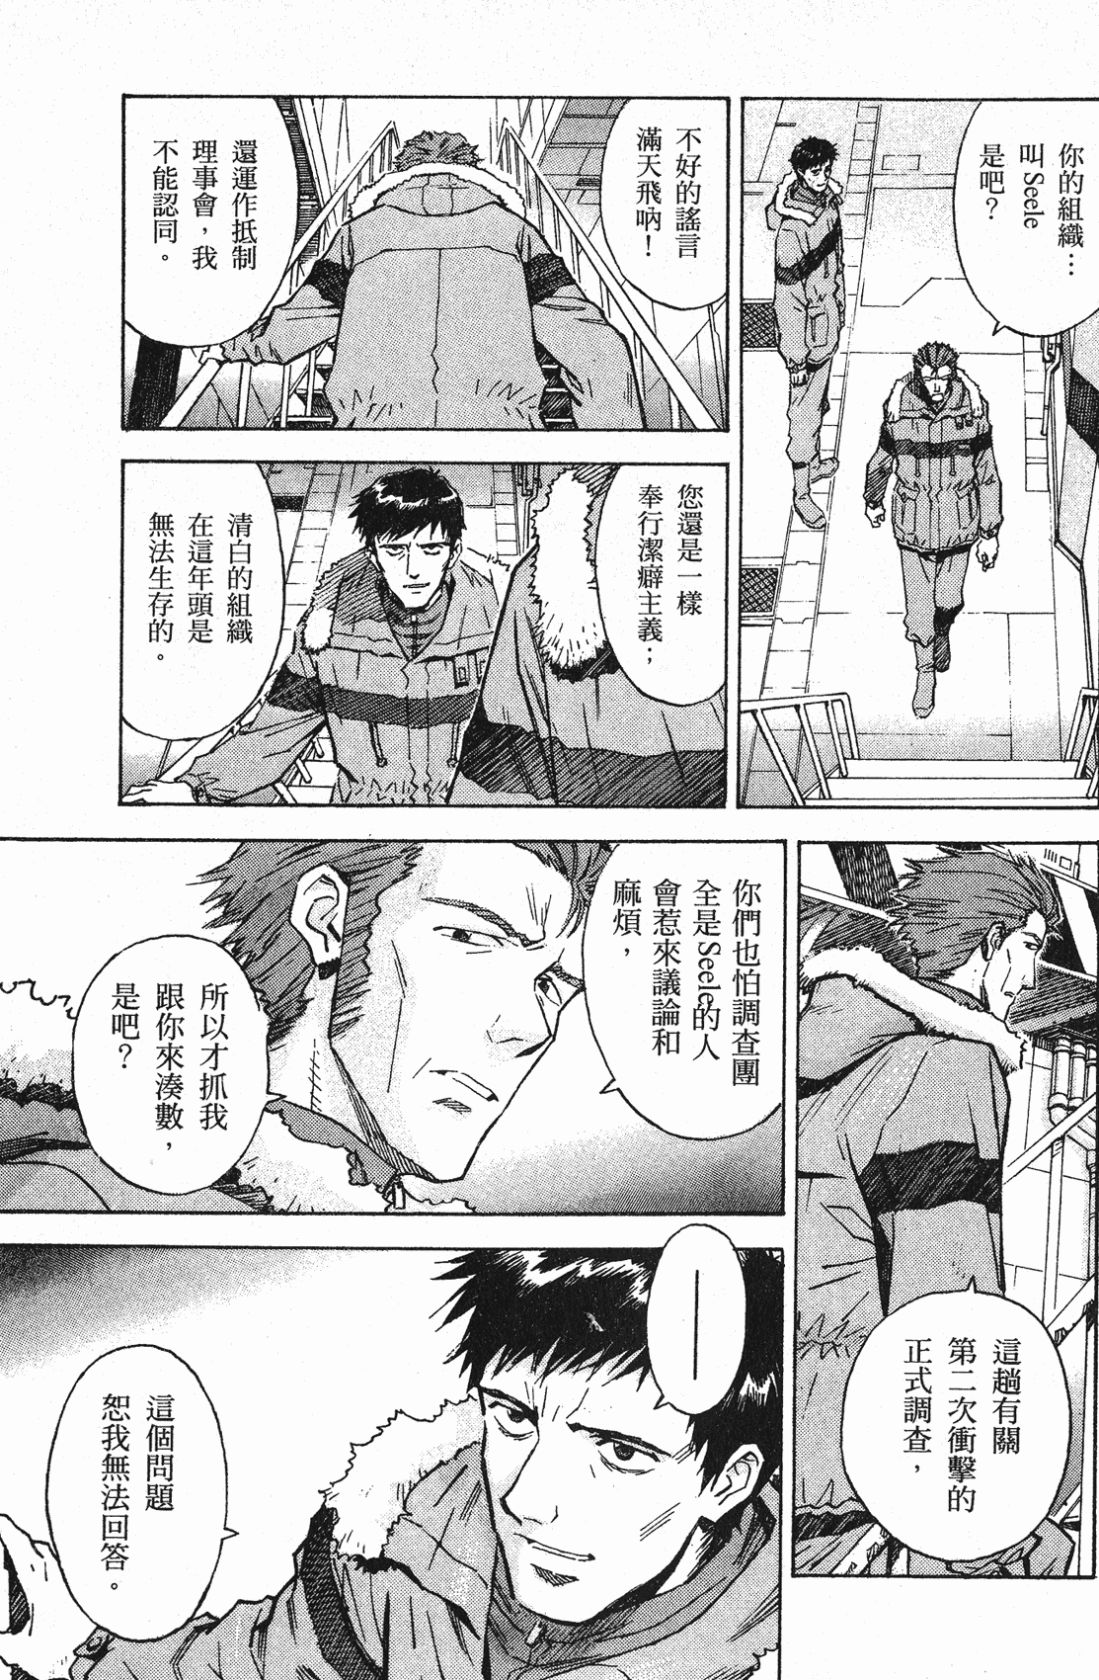 你的組織…
叫Seele
是吧？
不好的謠言
滿天飛吶！
還運作抵制
理事會，我
不能認同。
您還是一樣
奉行潔癖主義；
清白的組織
在這年頭是
無法生存的。
這趟有關
第二次衝擊的
正式調查，
你們也怕調查團
全是Seele的人
會惹來議論和
麻煩，
所以才抓我
跟你來湊數，
是吧？
——
這個問題
恕我無法回答。